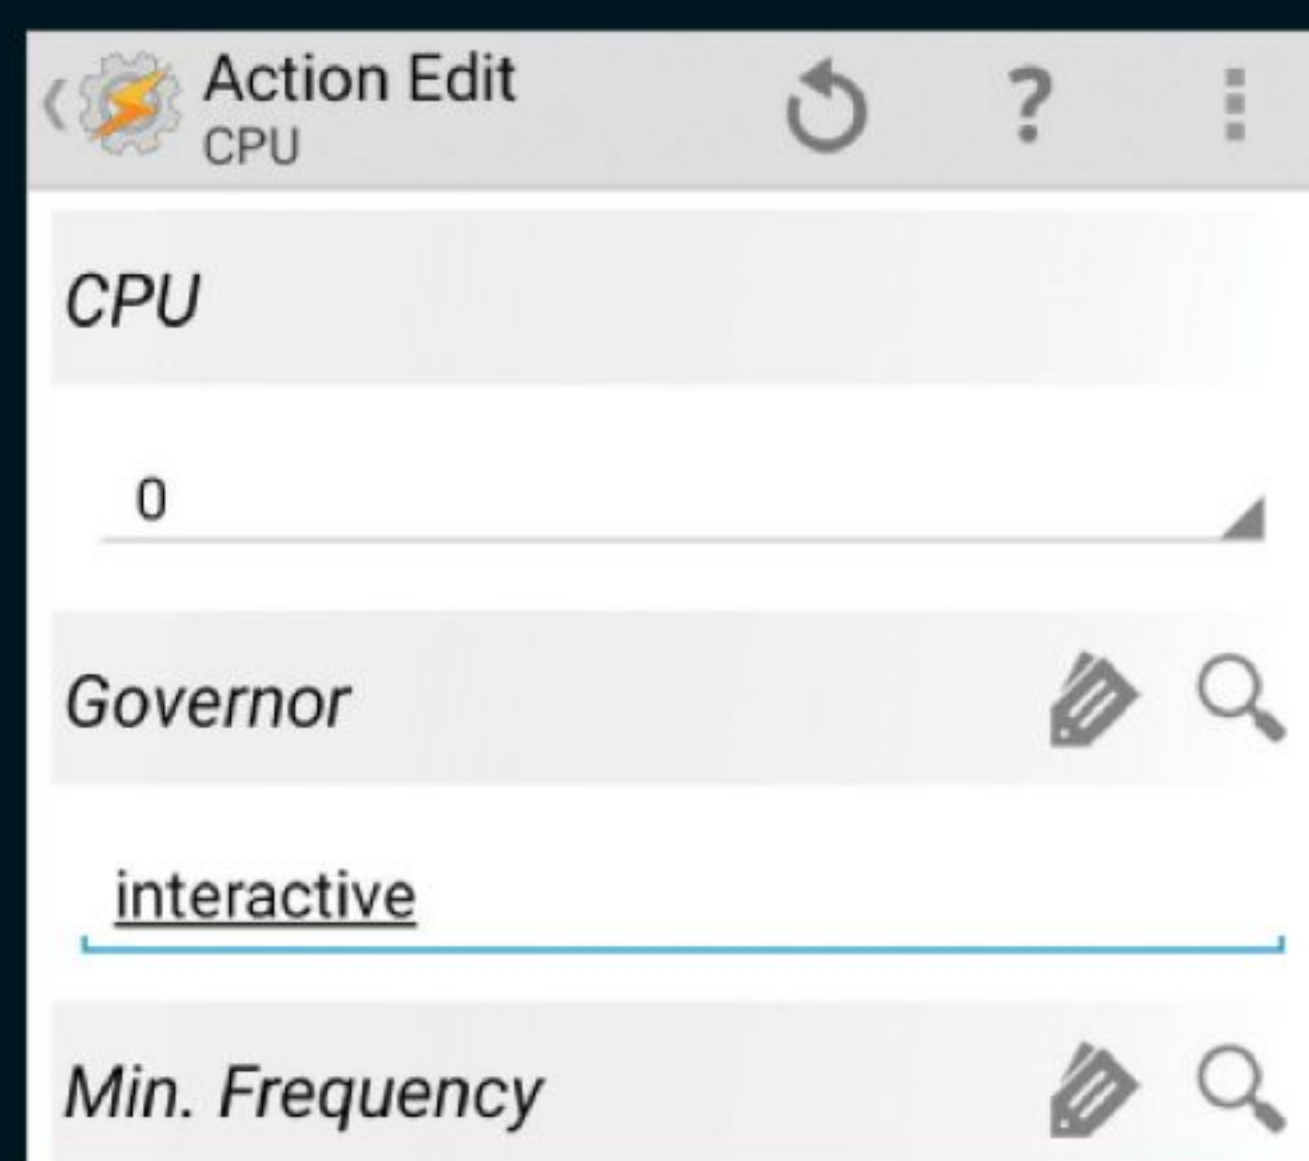 Action Edit
CPU
CPU
0
Governor
interactive
Min. Frequency